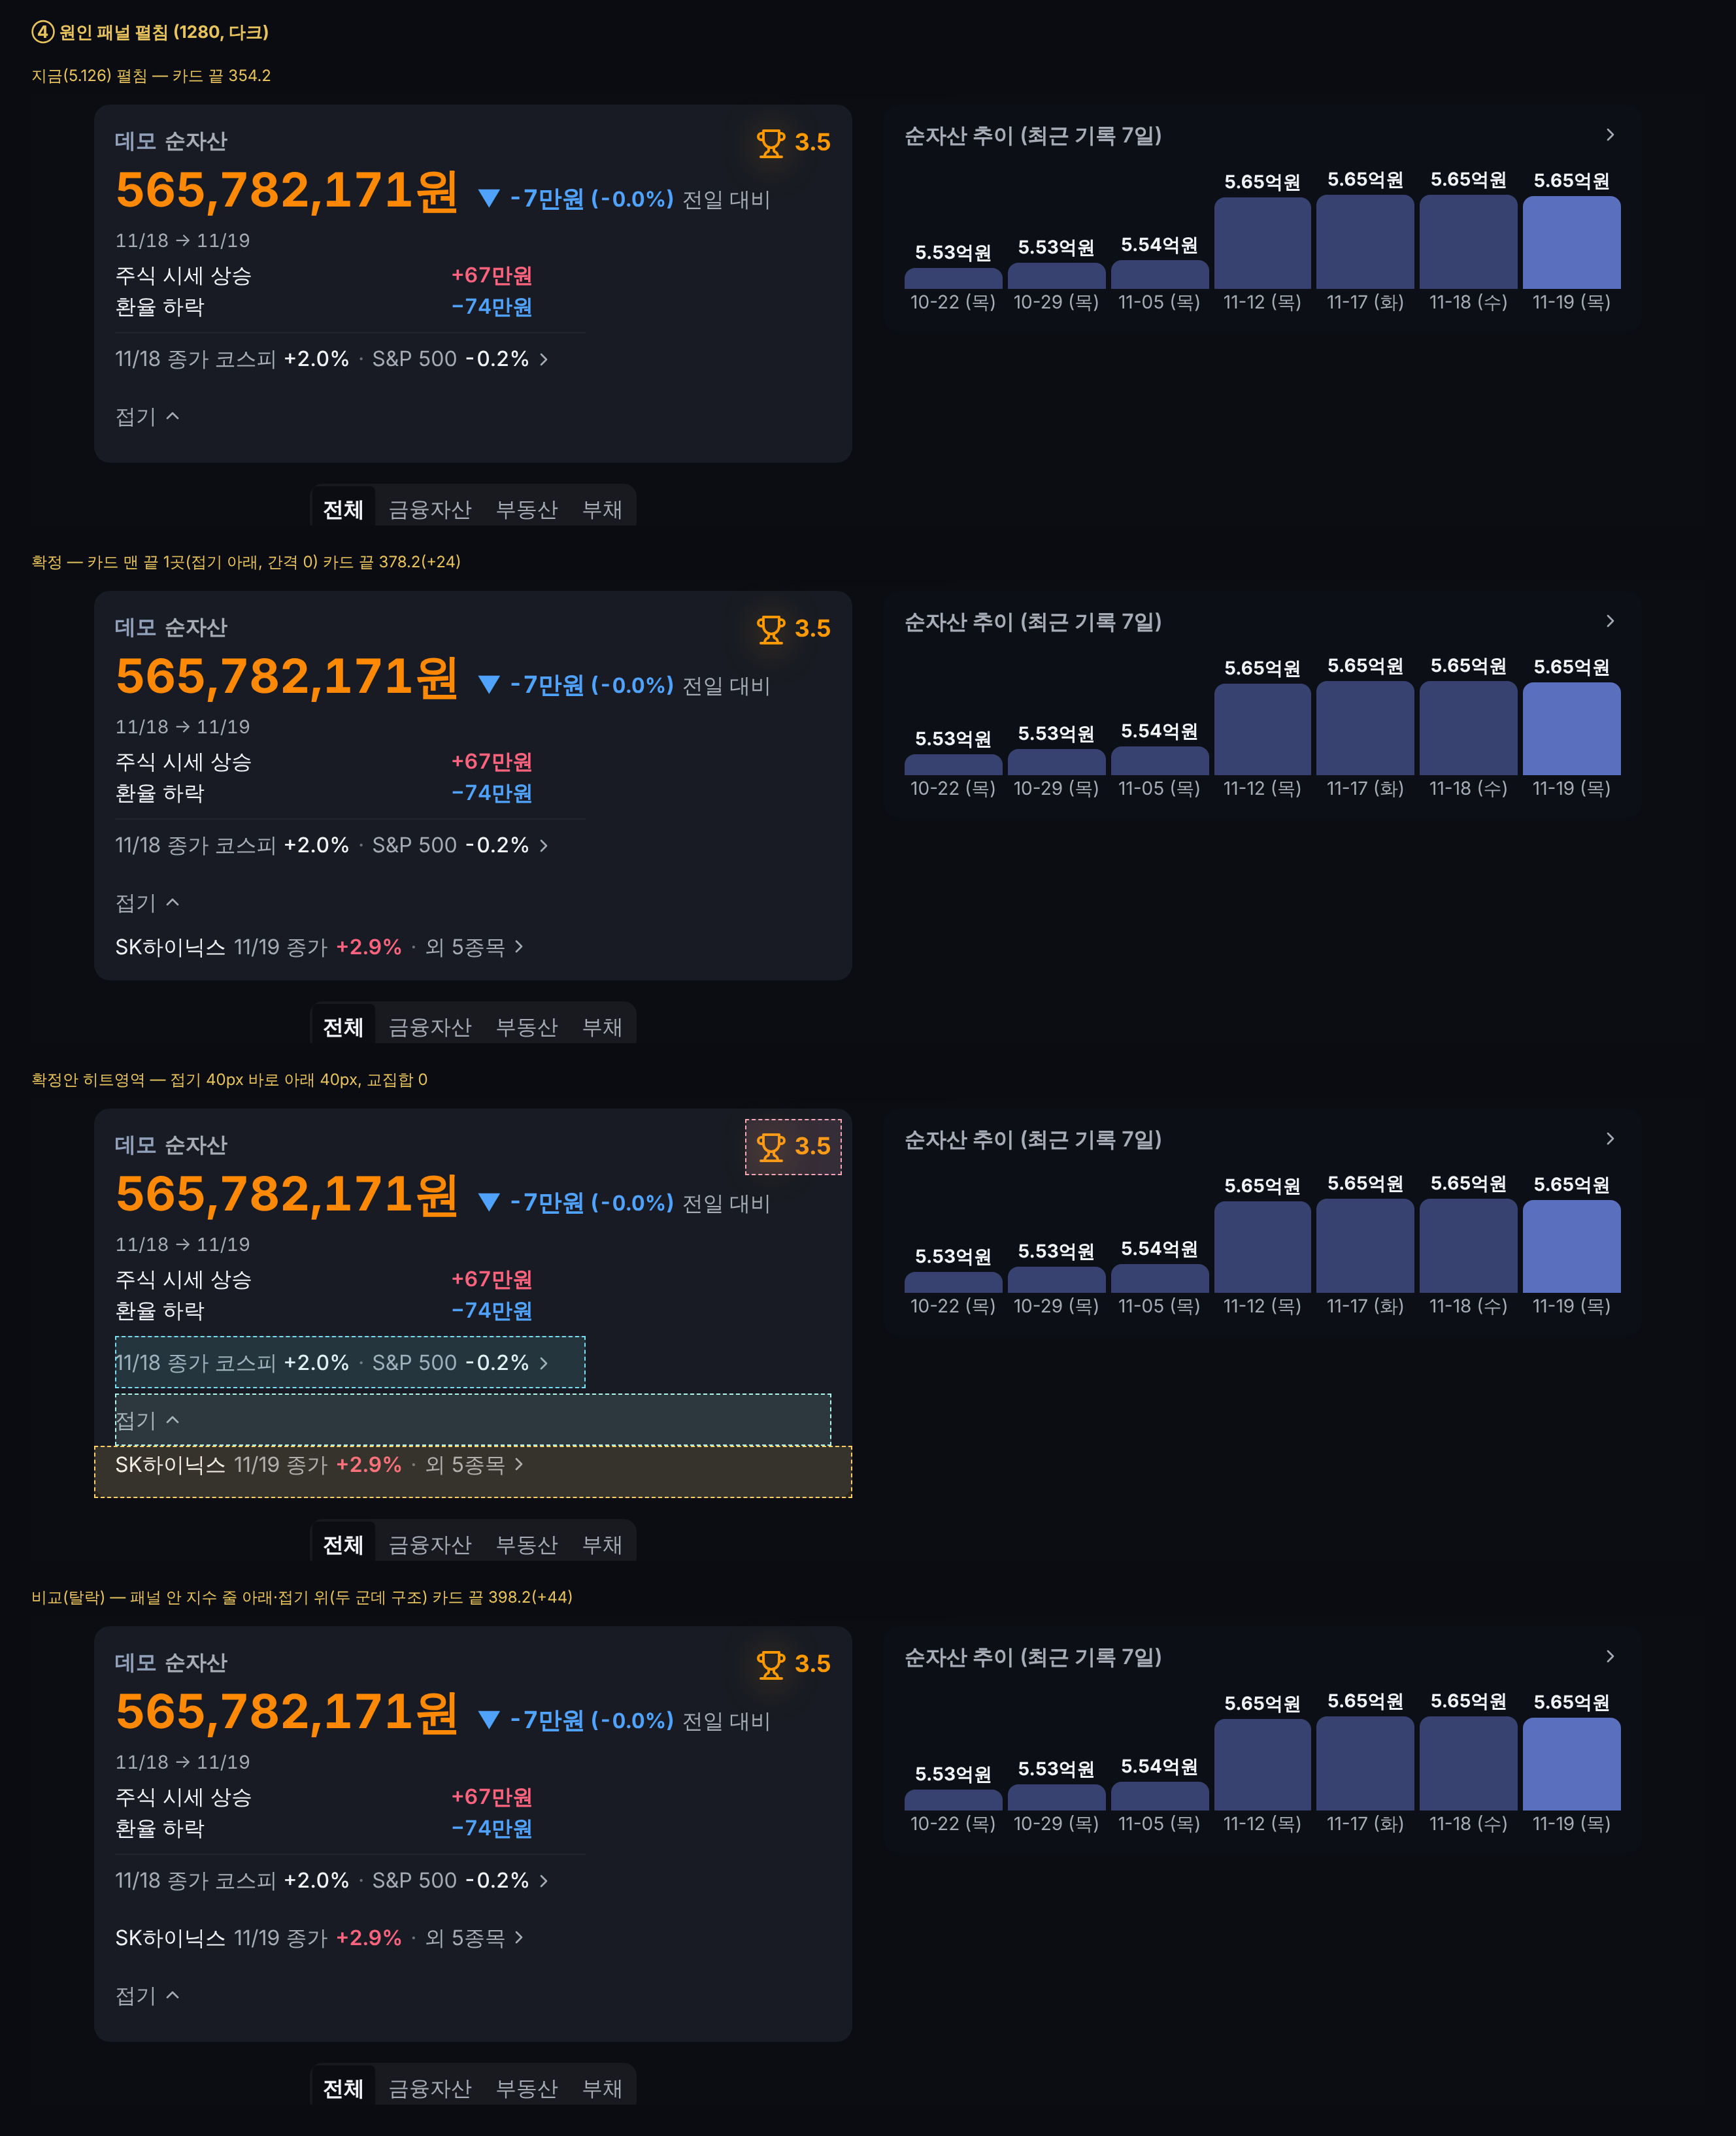 ④ 원인 패널 펼침 (1280, 다크)
지금(5.126) 펼침 — 카드 끝 354.2
데모 순자산
3.5
565,782,171원 ▼ -7만원 (-0.0%) 전일 대비
11/18 → 11/19
주식 시세 상승 +67만원
환율 하락 −74만원
11/18 종가 코스피 +2.0% · S&P 500 -0.2% >
접기 ^
순자산 추이 (최근 기록 7일) >
5.53억원 5.53억원 5.54억원 5.65억원 5.65억원 5.65억원 5.65억원
10-22 (목) 10-29 (목) 11-05 (목) 11-12 (목) 11-17 (화) 11-18 (수) 11-19 (목)
전체 금융자산 부동산 부채
확정 — 카드 맨 끝 1곳(접기 아래, 간격 0) 카드 끝 378.2(+24)
데모 순자산
3.5
565,782,171원 ▼ -7만원 (-0.0%) 전일 대비
11/18 → 11/19
주식 시세 상승 +67만원
환율 하락 −74만원
11/18 종가 코스피 +2.0% · S&P 500 -0.2% >
접기 ^
SK하이닉스 11/19 종가 +2.9% · 외 5종목 >
순자산 추이 (최근 기록 7일) >
5.53억원 5.53억원 5.54억원 5.65억원 5.65억원 5.65억원 5.65억원
10-22 (목) 10-29 (목) 11-05 (목) 11-12 (목) 11-17 (화) 11-18 (수) 11-19 (목)
전체 금융자산 부동산 부채
확정안 히트영역 — 접기 40px 바로 아래 40px, 교집합 0
데모 순자산
3.5
565,782,171원 ▼ -7만원 (-0.0%) 전일 대비
11/18 → 11/19
주식 시세 상승 +67만원
환율 하락 −74만원
11/18 종가 코스피 +2.0% · S&P 500 -0.2% >
접기 ^
SK하이닉스 11/19 종가 +2.9% · 외 5종목 >
순자산 추이 (최근 기록 7일) >
5.53억원 5.53억원 5.54억원 5.65억원 5.65억원 5.65억원 5.65억원
10-22 (목) 10-29 (목) 11-05 (목) 11-12 (목) 11-17 (화) 11-18 (수) 11-19 (목)
전체 금융자산 부동산 부채
비교(탈락) — 패널 안 지수 줄 아래·접기 위(두 군데 구조) 카드 끝 398.2(+44)
데모 순자산
3.5
565,782,171원 ▼ -7만원 (-0.0%) 전일 대비
11/18 → 11/19
주식 시세 상승 +67만원
환율 하락 −74만원
11/18 종가 코스피 +2.0% · S&P 500 -0.2% >
SK하이닉스 11/19 종가 +2.9% · 외 5종목 >
접기 ^
순자산 추이 (최근 기록 7일) >
5.53억원 5.53억원 5.54억원 5.65억원 5.65억원 5.65억원 5.65억원
10-22 (목) 10-29 (목) 11-05 (목) 11-12 (목) 11-17 (화) 11-18 (수) 11-19 (목)
전체 금융자산 부동산 부채